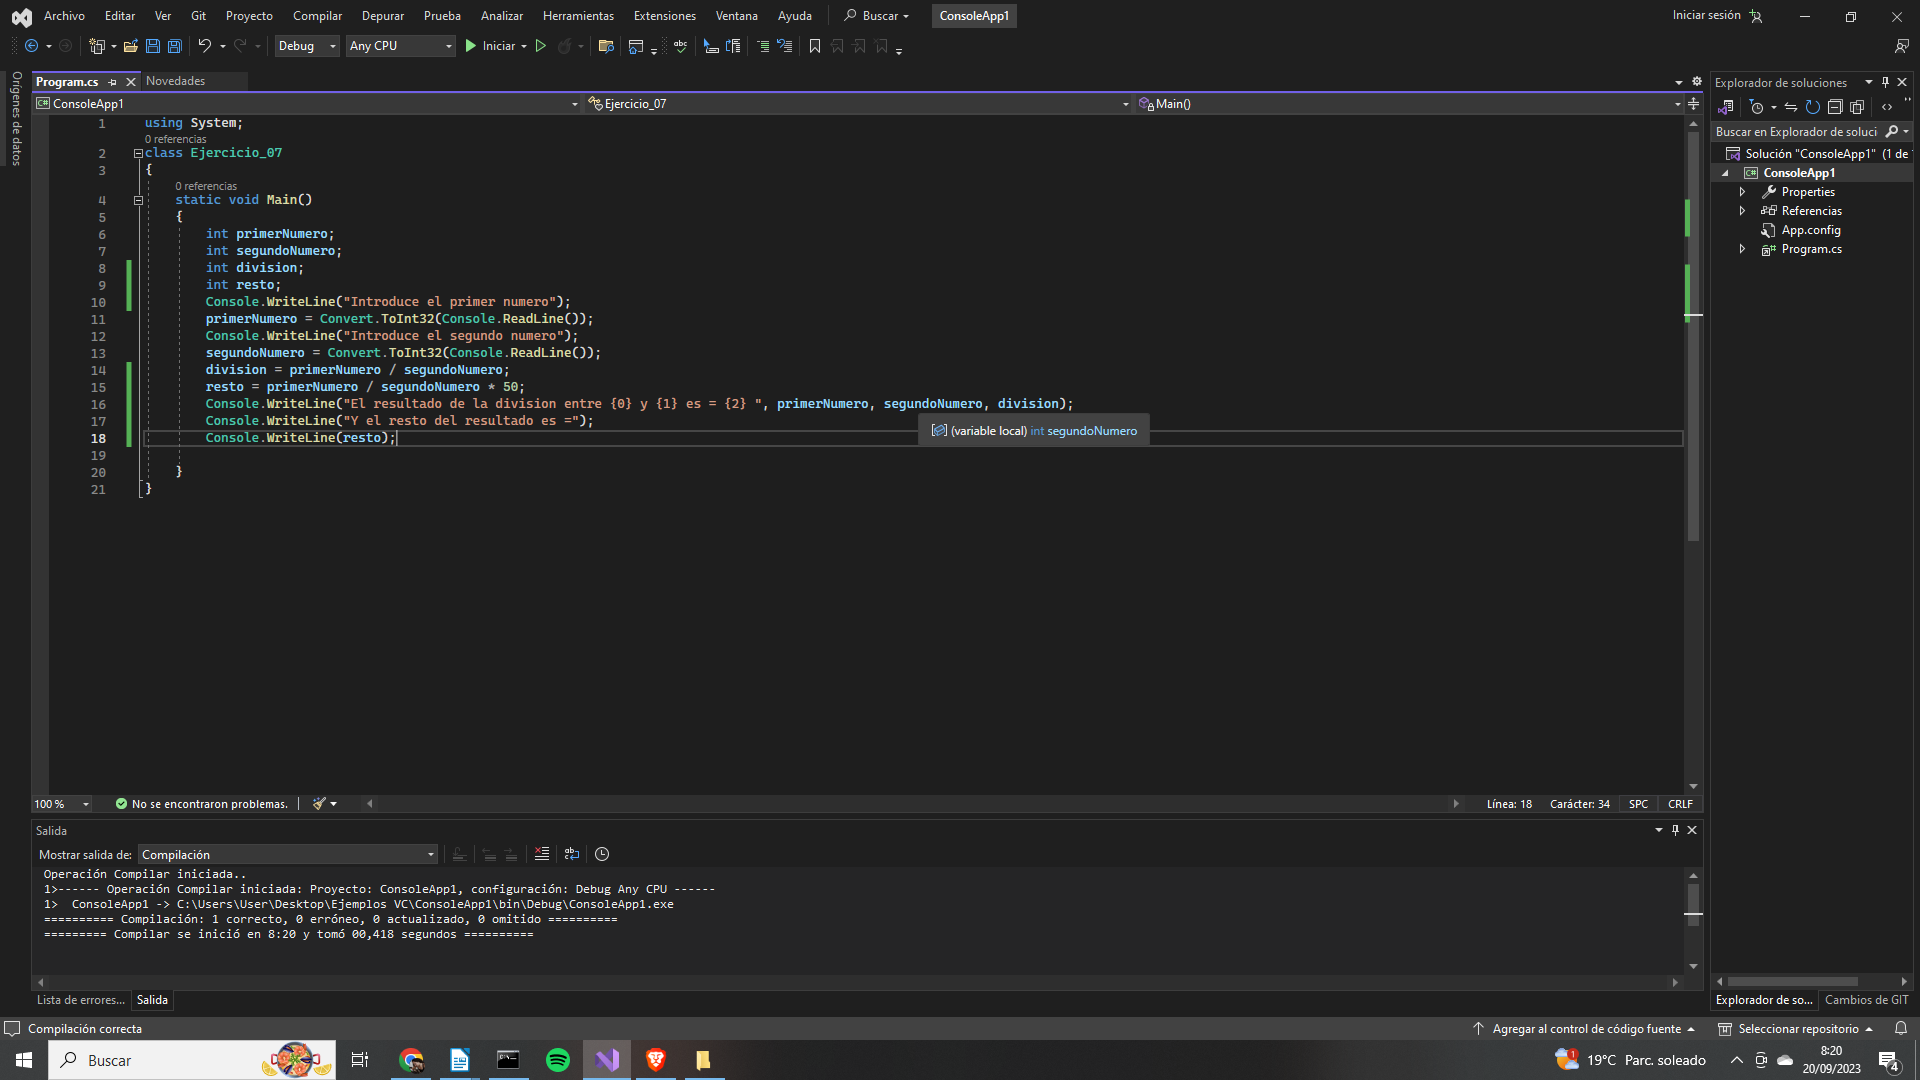 Archivo Editar Ver Git Proyecto Compilar Depurar Prueba Analizar Herramientas Extensiones Ventana Ayuda Buscar ConsoleApp1 Iniciar sesión
Debug Any CPU Iniciar
Orígenes de datos
Program.cs Novedades
ConsoleApp1 Ejercicio_07 Main()
1 using System;
0 referencias
2 class Ejercicio_07
3 {
0 referencias
4 static void Main()
5 {
6 int primerNumero;
7 int segundoNumero;
8 int division;
9 int resto;
10 Console.WriteLine("Introduce el primer numero");
11 primerNumero = Convert.ToInt32(Console.ReadLine());
12 Console.WriteLine("Introduce el segundo numero");
13 segundoNumero = Convert.ToInt32(Console.ReadLine());
14 division = primerNumero / segundoNumero;
15 resto = primerNumero / segundoNumero * 50;
16 Console.WriteLine("El resultado de la division entre {0} y {1} es = {2} ", primerNumero, segundoNumero, division);
17 Console.WriteLine("Y el resto del resultado es =");
(variable local) int segundoNumero
18 Console.WriteLine(resto);
19
20 }
21 }
100 % No se encontraron problemas. Línea: 18 Carácter: 34 SPC CRLF
Salida
Mostrar salida de: Compilación
Operación Compilar iniciada..
1>------ Operación Compilar iniciada: Proyecto: ConsoleApp1, configuración: Debug Any CPU ------
1> ConsoleApp1 -> C:\Users\User\Desktop\Ejemplos VC\ConsoleApp1\bin\Debug\ConsoleApp1.exe
========== Compilación: 1 correcto, 0 erróneo, 0 actualizado, 0 omitido ==========
========= Compilar se inició en 8:20 y tomó 00,418 segundos ==========
Lista de errores... Salida
Explorador de soluciones
Buscar en Explorador de soluci
Solución "ConsoleApp1" (1 de
ConsoleApp1
Properties
Referencias
App.config
Program.cs
Explorador de so... Cambios de GIT
Compilación correcta Agregar al control de código fuente Seleccionar repositorio
Buscar 1 19°C Parc. soleado 8:20
20/09/2023 4